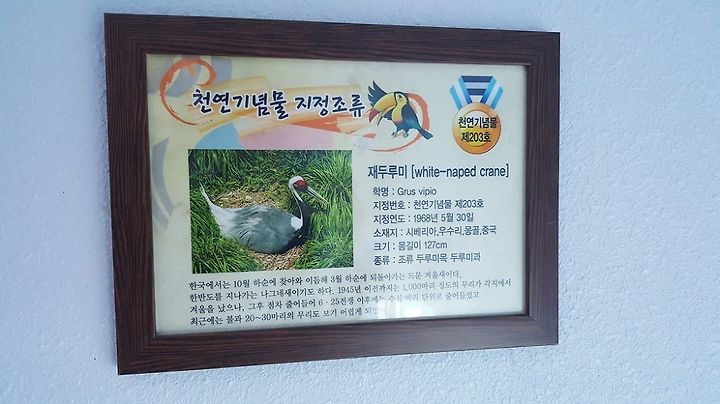 천연기념물 지정조류
천연기념물
제203호
재두루미 [white-naped crane]
학명 : Grus vipio
지정번호 : 천연기념물 제203호
지정연도 : 1968년 5월 30일
소재지 : 시베리아,우수리,몽골,중국
크기 : 몸길이 127cm
종류 : 조류 두루미목 두루미과
한국에서는 10월 하순에 찾아와 이듬해 3월 하순에 되돌아가는 드문 겨울새이다.
한반도를 지나가는 나그네새이기도 하다. 1945년 이전까지는 1,000마리 정도의 무리가 각지에서
겨울을 났으나, 그후 점차 줄어들어 6·25전쟁 이후에는 수십 마리 단위로 줄어들었고
최근에는 불과 20~30마리의 무리도 보기 어렵게